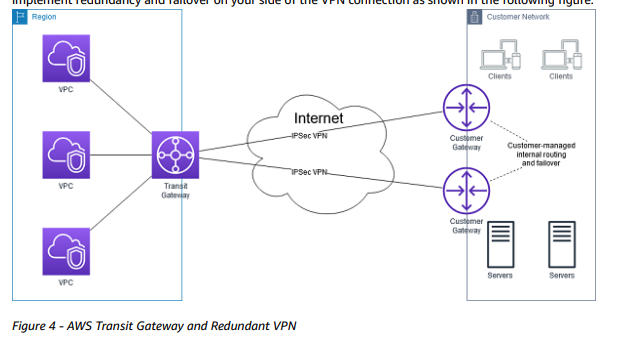 implement redundancy and failover on your side of the VPN connection as shown in the following figure.
Region
Customer Network
Clients
Clients
VPC
Internet
IPSec VPN
Customer
Gateway
Customer-managed
internal routing
and failover
VPC
Transit
Gateway
IPSec VPN
Customer
Gateway
Servers
Servers
VPC
Figure 4 - AWS Transit Gateway and Redundant VPN